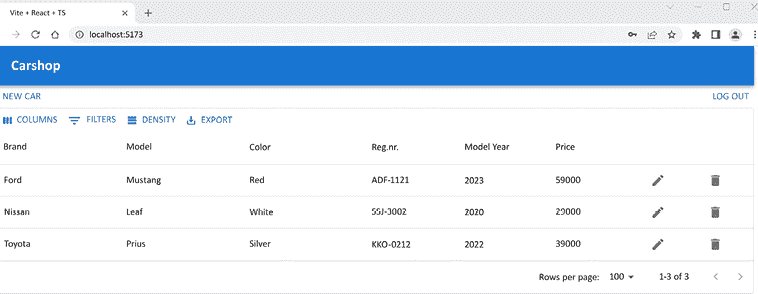 Vite + React + TS
localhost:5173
Carshop
NEW CAR LOG OUT
COLUMNS FILTERS DENSITY EXPORT
Brand Model Color Reg.nr. Model Year Price
Ford Mustang Red ADF-1121 2023 59000
Nissan Leaf White SSJ-3002 2020 29000
Toyota Prius Silver KKO-0212 2022 39000
Rows per page: 100 1-3 of 3